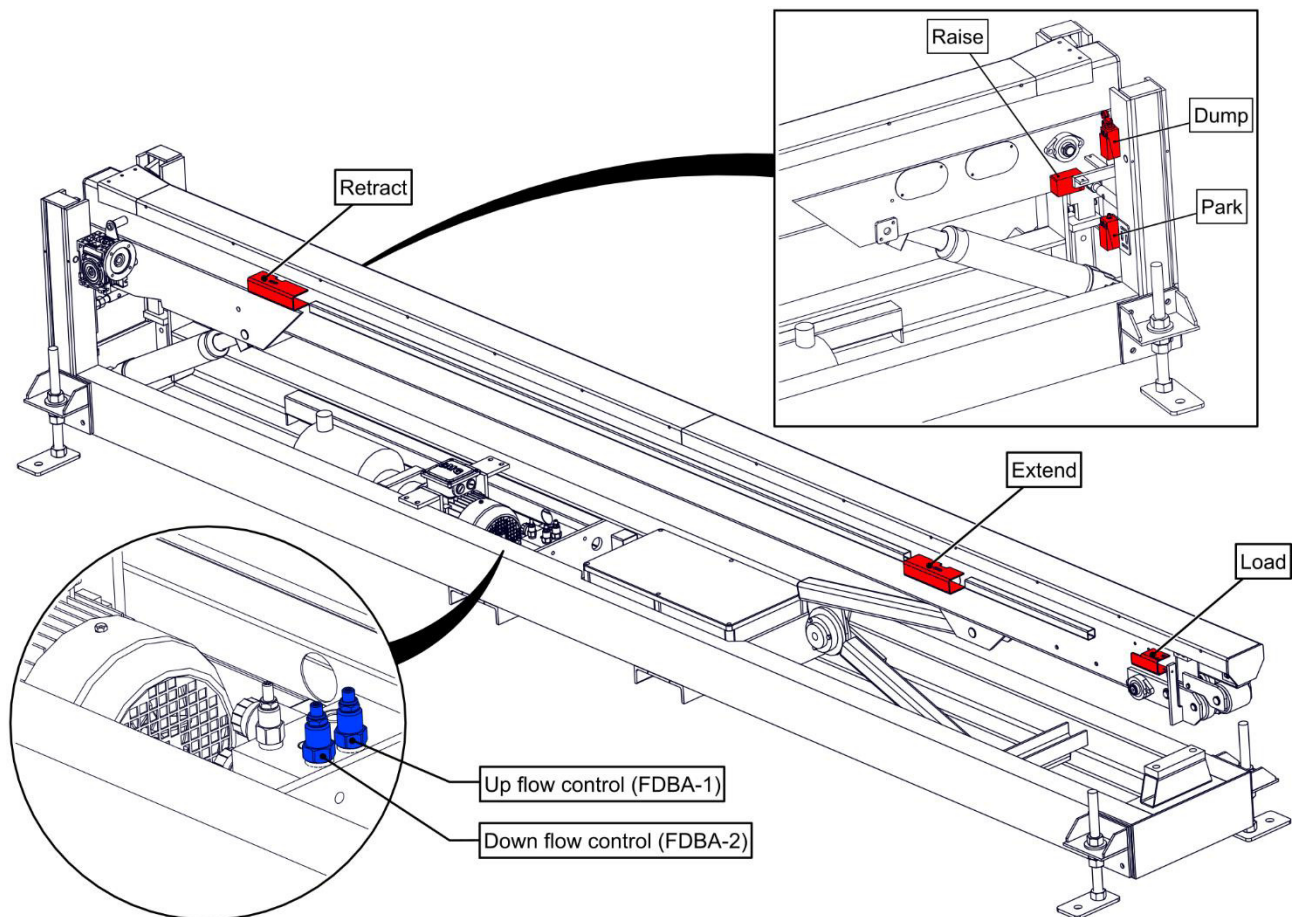 Raise
Dump
Retract
Park
Extend
Load
Up flow control (FDBA-1)
Down flow control (FDBA-2)